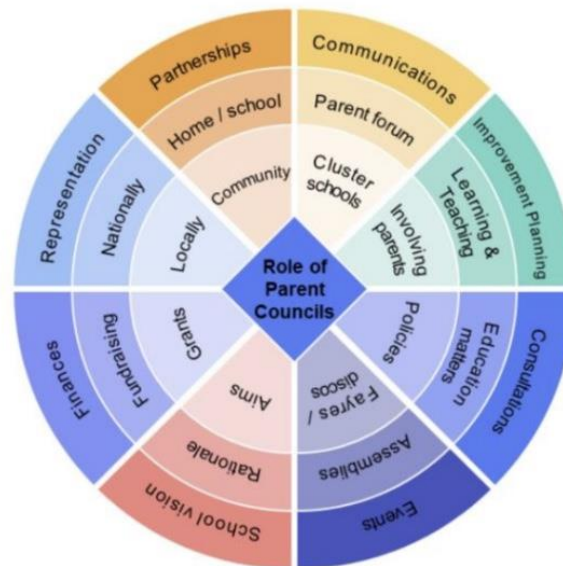 Partnerships
Home / school
Community
Communications
Parent forum
Cluster
schools
Improvement Planning
Learning &
Teaching
Involving
parents
Consultations
Education
matters
Policies
Events
Assemblies
Fayres /
discos
School vision
Rationale
Aims
Finances
Fundraising
Grants
Representation
Nationally
Locally
Role of
Parent
Councils